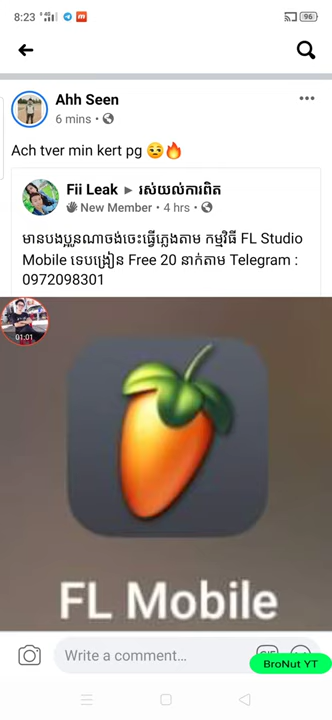 8:23
96
Ahh Seen
6 mins
Ach tver min kert pg 😒🔥
Fii Leak ▸ រស់យល់ការពិត
New Member • 4 hrs •
មានបងប្អូនណាចង់ចេះធ្វើភ្លេងតាម កម្មវិធី FL Studio
Mobile ទេបង្រៀន Free 20 នាក់តាម Telegram :
0972098301
01:01
FL Mobile
Write a comment...
GIF
BroNut YT